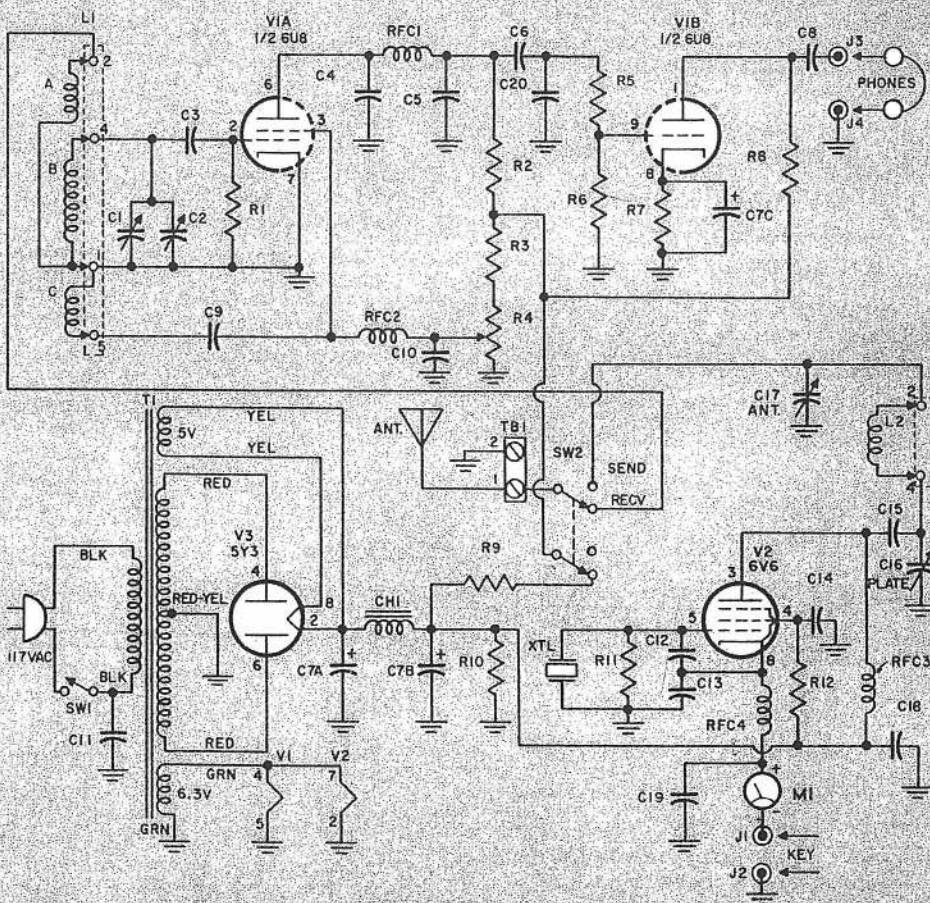 L1
V1A
1/2 6U8
RFC1
C6
V1B
1/2 6U8
C8
J3
2
A
6
C4
C5
C20
R5
1
PHONES
J4
4
C3
2
3
9
B
7
R2
R8
8
C1
C2
R1
R6
R7
+
C7C
R3
C
RFC2
R4
C9
5
C10
T1
YEL
5V
YEL
ANT.
TB1
SW2
C17
ANT.
2
L2
RED
2
SEND
1
RECV
4
C15
V3
5Y3
4
V2
6V6
C16
PLATE
BLK
R9
3
C14
RED-YEL
8
CH1
2
5
4
117VAC
XTL
C12
6
+
+
8
RFC3
BLK
C7A
C7B
R10
R11
C13
R12
SW1
RFC4
C18
C11
RED
V1
V2
GRN
4
7
+
6.3V
C19
M1
-
GRN
5
2
J1
KEY
J2